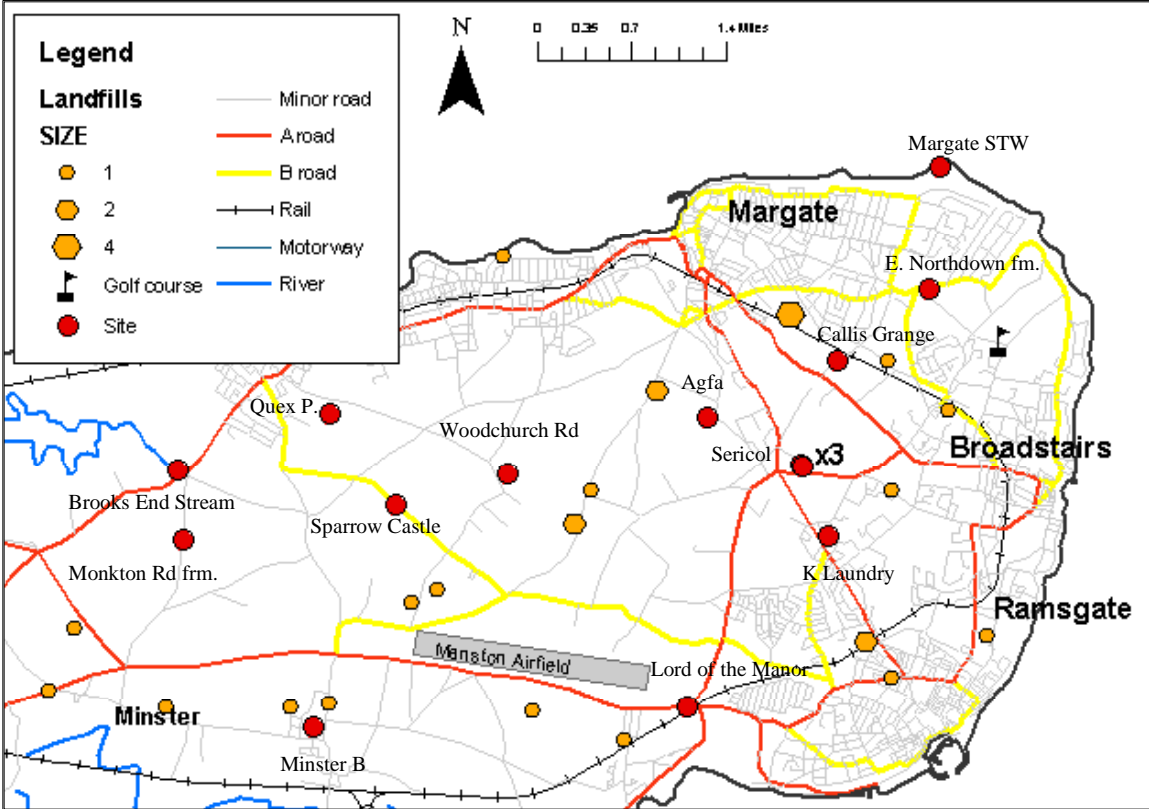 Legend
Landfills
SIZE
1
2
4
Golf course
Site
Minor road
A road
B road
Rail
Motorway
River
N
0 0.35 0.7 1.4 Miles
Margate STW
Margate
E. Northdown fm.
Callis Grange
Agfa
Quex P.
Woodchurch Rd
Sericol
x3
Broadstairs
Brooks End Stream
Sparrow Castle
Monkton Rd frm.
K Laundry
Ramsgate
Manston Airfield
Lord of the Manor
Minster
Minster B